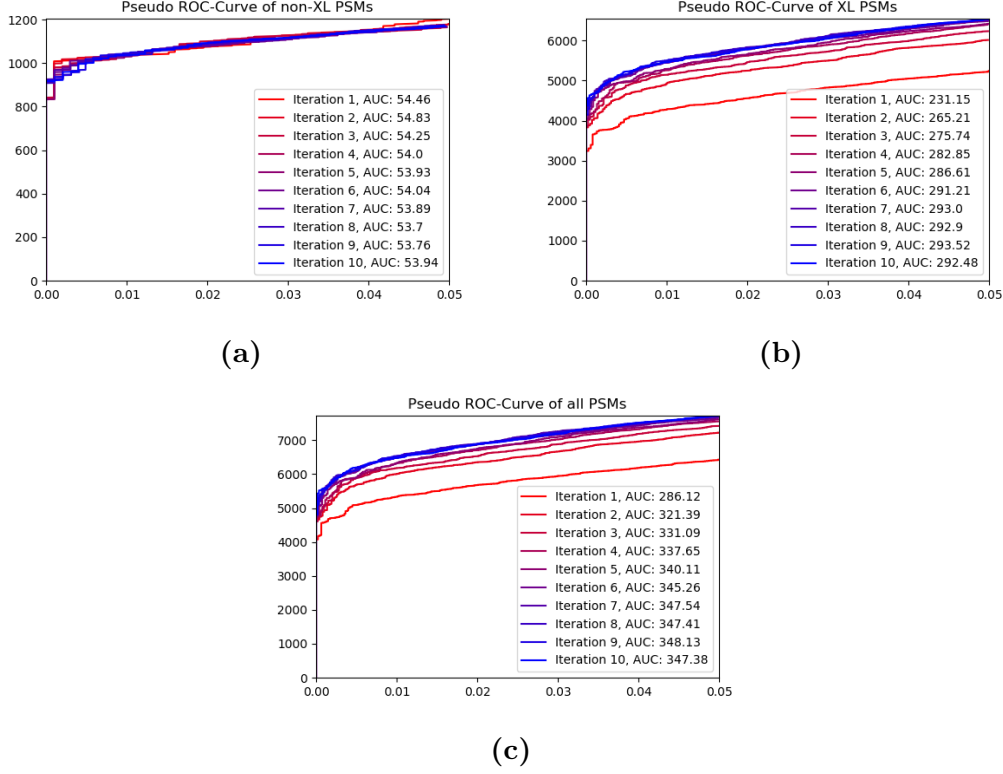 Pseudo ROC-Curve of non-XL PSMs
1200
1000
800
600
400
200
0
0.00
0.01
0.02
0.03
0.04
0.05
Iteration 1, AUC: 54.46
Iteration 2, AUC: 54.83
Iteration 3, AUC: 54.25
Iteration 4, AUC: 54.0
Iteration 5, AUC: 53.93
Iteration 6, AUC: 54.04
Iteration 7, AUC: 53.89
Iteration 8, AUC: 53.7
Iteration 9, AUC: 53.76
Iteration 10, AUC: 53.94
(a)
Pseudo ROC-Curve of XL PSMs
6000
5000
4000
3000
2000
1000
0
0.00
0.01
0.02
0.03
0.04
0.05
Iteration 1, AUC: 231.15
Iteration 2, AUC: 265.21
Iteration 3, AUC: 275.74
Iteration 4, AUC: 282.85
Iteration 5, AUC: 286.61
Iteration 6, AUC: 291.21
Iteration 7, AUC: 293.0
Iteration 8, AUC: 292.9
Iteration 9, AUC: 293.52
Iteration 10, AUC: 292.48
(b)
Pseudo ROC-Curve of all PSMs
7000
6000
5000
4000
3000
2000
1000
0
0.00
0.01
0.02
0.03
0.04
0.05
Iteration 1, AUC: 286.12
Iteration 2, AUC: 321.39
Iteration 3, AUC: 331.09
Iteration 4, AUC: 337.65
Iteration 5, AUC: 340.11
Iteration 6, AUC: 345.26
Iteration 7, AUC: 347.54
Iteration 8, AUC: 347.41
Iteration 9, AUC: 348.13
Iteration 10, AUC: 347.38
(c)